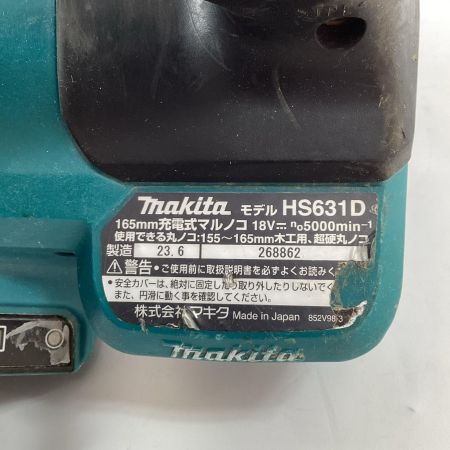 makita モデル HS631D
165mm充電式マルノコ 18V⎓ n₀5000min⁻¹
使用できる丸ノコ:155～165mm木工用、超硬丸ノコ
製造 23.6 268862
⚠警告・ご使用前に取扱説明書を必ずよくお読みく
・安全カバーは、絶対に固定したり取り外したりしないでく
また、円滑に動く事を確認してください。
株式会社マキタ Made in Japan 852V98-3
makita